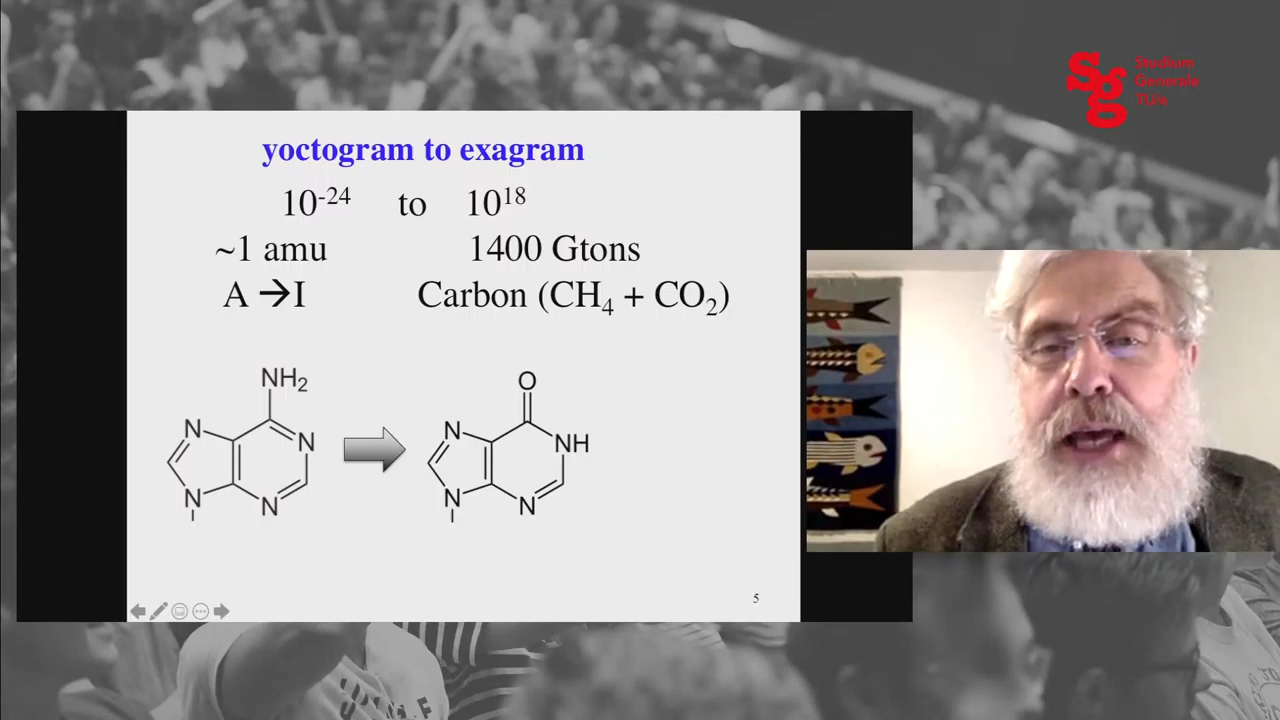 yoctogram to exagram
10⁻²⁴ to 10¹⁸
~1 amu 1400 Gtons
A →I Carbon (CH₄ + CO₂)
NH₂
N
N
N
N
O
N
NH
N
N
5
Sg
Studium
Generale
TU/e